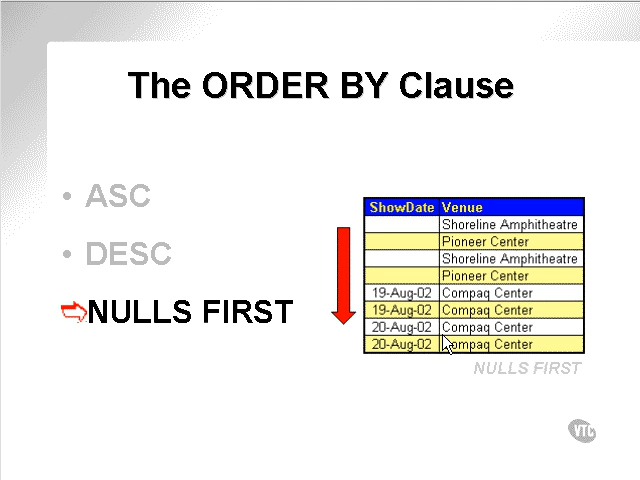 The ORDER BY Clause
• ASC
• DESC
NULLS FIRST
ShowDate Venue
Shoreline Amphitheatre
Pioneer Center
Shoreline Amphitheatre
Pioneer Center
19-Aug-02 Compaq Center
19-Aug-02 Compaq Center
20-Aug-02 Compaq Center
20-Aug-02 Compaq Center
NULLS FIRST
VTC